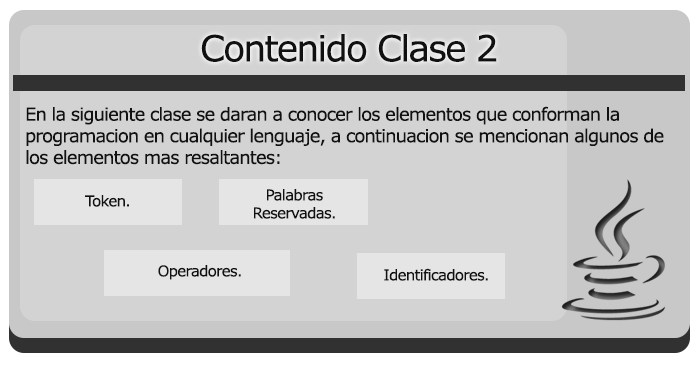 Contenido Clase 2
En la siguiente clase se daran a conocer los elementos que conforman la
programacion en cualquier lenguaje, a continuacion se mencionan algunos de
los elementos mas resaltantes:
Token.
Palabras
Reservadas.
Operadores.
Identificadores.